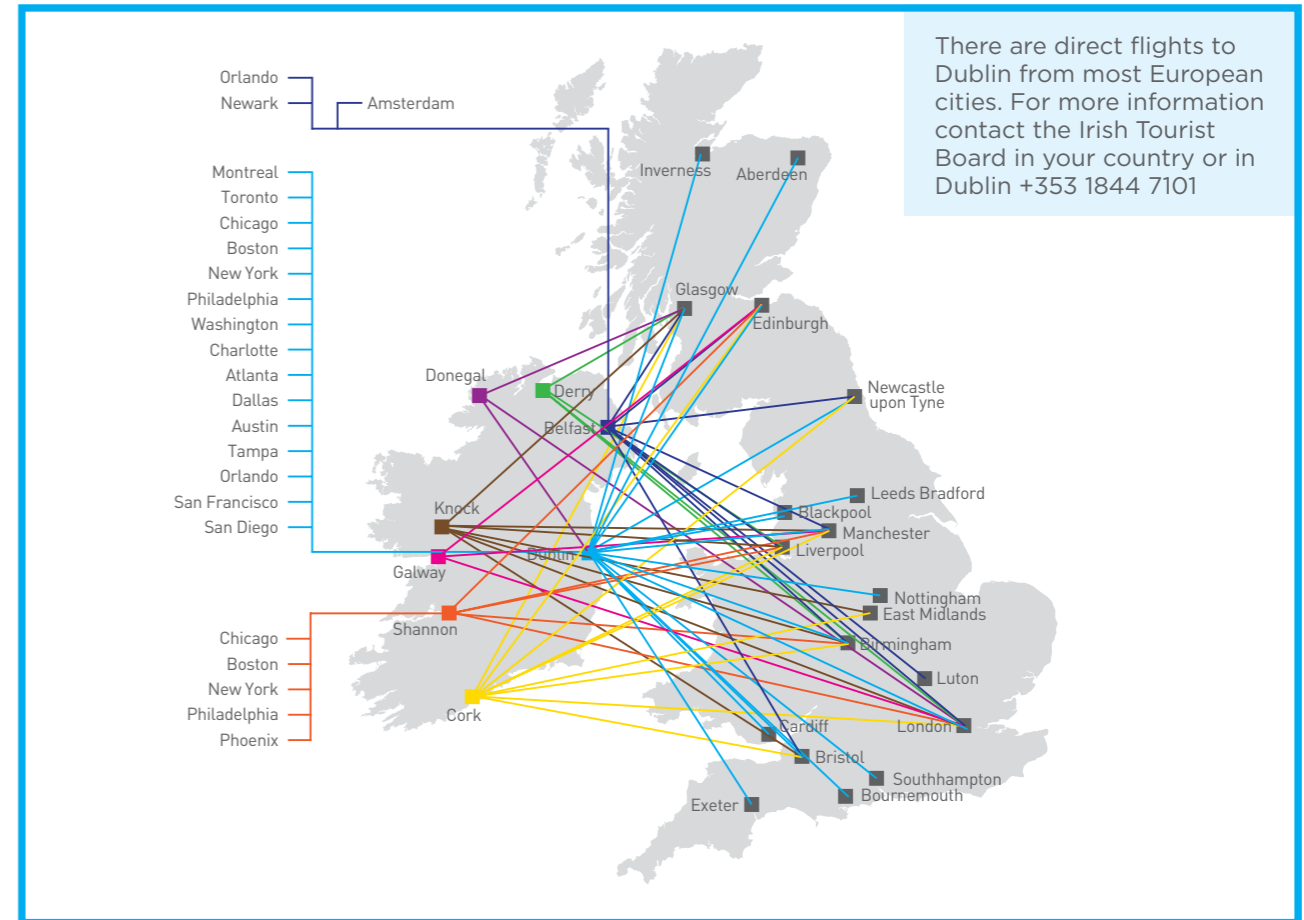 There are direct flights to
Dublin from most European
cities. For more information
contact the Irish Tourist
Board in your country or in
Dublin +353 1844 7101
Orlando
Newark
Amsterdam
Montreal
Toronto
Chicago
Boston
New York
Philadelphia
Washington
Charlotte
Atlanta
Dallas
Austin
Tampa
Orlando
San Francisco
San Diego
Chicago
Boston
New York
Philadelphia
Phoenix
Inverness
Aberdeen
Glasgow
Edinburgh
Donegal
Derry
Belfast
Newcastle
upon Tyne
Knock
Leeds Bradford
Blackpool
Manchester
Liverpool
Dublin
Galway
Nottingham
East Midlands
Shannon
Birmingham
Luton
Cork
Cardiff
London
Bristol
Southhampton
Bournemouth
Exeter